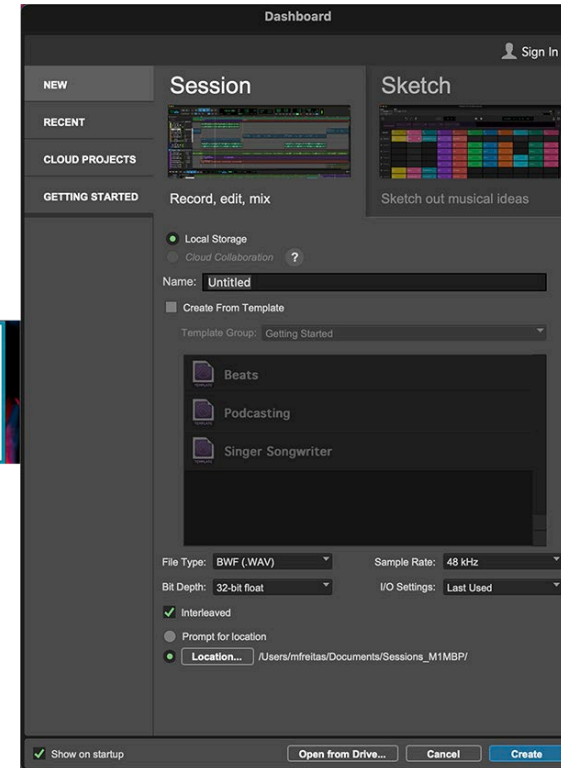 Dashboard
Sign In
NEW
RECENT
CLOUD PROJECTS
GETTING STARTED
Session
Record, edit, mix
Sketch
Sketch out musical ideas
Local Storage
Cloud Collaboration ?
Name: Untitled
Create From Template
Template Group: Getting Started
Beats
Podcasting
Singer Songwriter
File Type: BWF (.WAV) Sample Rate: 48 kHz
Bit Depth: 32-bit float I/O Settings: Last Used
Interleaved
Prompt for location
Location... /Users/mfreitas/Documents/Sessions_M1MBP/
Show on startup Open from Drive... Cancel Create